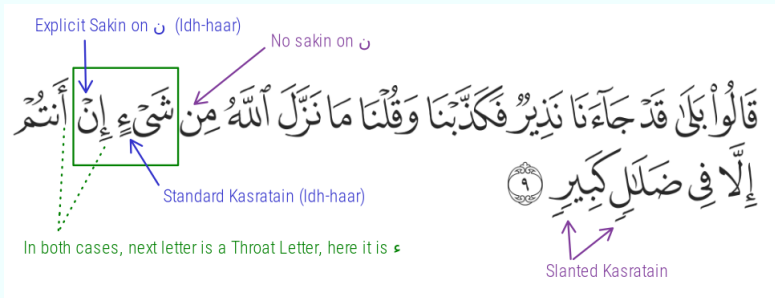 Explicit Sakin on ن (Idh-haar)
No sakin on ن
قَالُوا۟ بَلَىٰ قَدْ جَآءَنَا نَذِيرٌ فَكَذَّبْنَا وَقُلْنَا مَا نَزَّلَ ٱللَّهُ مِن شَىْءٍ إِنْ أَنتُمْ
إِلَّا فِى ضَلَٰلٍ كَبِيرٍ ٩
Standard Kasratain (Idh-haar)
In both cases, next letter is a Throat Letter, here it is ء
Slanted Kasratain